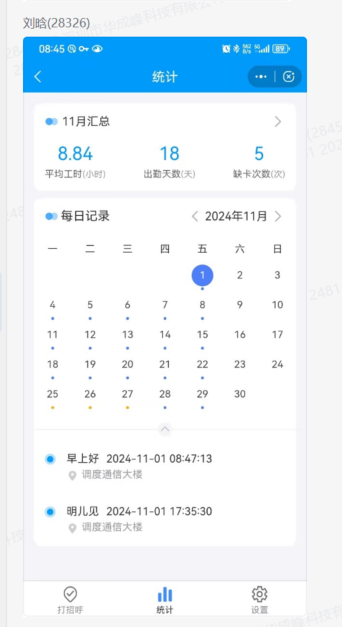 刘晗(28326)
08:45 89
统计
11月汇总
8.84 18 5
平均工时(小时) 出勤天数(天) 缺卡次数(次)
每日记录 2024年11月
一 二 三 四 五 六 日
1 2 3
4 5 6 7 8 9 10
11 12 13 14 15 16 17
18 19 20 21 22 23 24
25 26 27 28 29 30
早上好 2024-11-01 08:47:13
调度通信大楼
明儿见 2024-11-01 17:35:30
调度通信大楼
打招呼 统计 设置